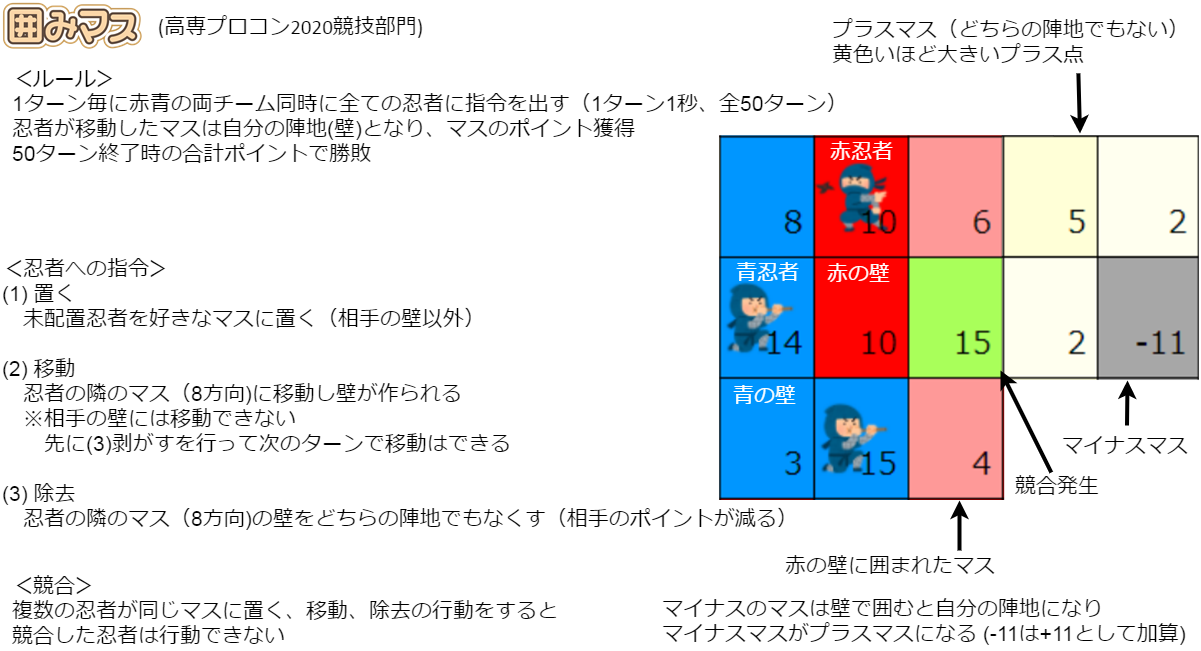 囲みマス (高専プロコン2020競技部門)
プラスマス（どちらの陣地でもない）
黄色いほど大きいプラス点
＜ルール＞
1ターン毎に赤青の両チーム同時に全ての忍者に指令を出す（1ターン1秒、全50ターン）
忍者が移動したマスは自分の陣地(壁)となり、マスのポイント獲得
50ターン終了時の合計ポイントで勝敗
赤忍者
8 10 6 5 2
青忍者 赤の壁
14 10 15 2 -11
青の壁
3 15 4
マイナスマス
競合発生
赤の壁に囲まれたマス
＜忍者への指令＞
(1) 置く
未配置忍者を好きなマスに置く（相手の壁以外）
(2) 移動
忍者の隣のマス（8方向)に移動し壁が作られる
※相手の壁には移動できない
先に(3)剥がすを行って次のターンで移動はできる
(3) 除去
忍者の隣のマス（8方向)の壁をどちらの陣地でもなくす（相手のポイントが減る）
＜競合＞
複数の忍者が同じマスに置く、移動、除去の行動をすると
競合した忍者は行動できない
マイナスのマスは壁で囲むと自分の陣地になり
マイナスマスがプラスマスになる (-11は+11として加算)